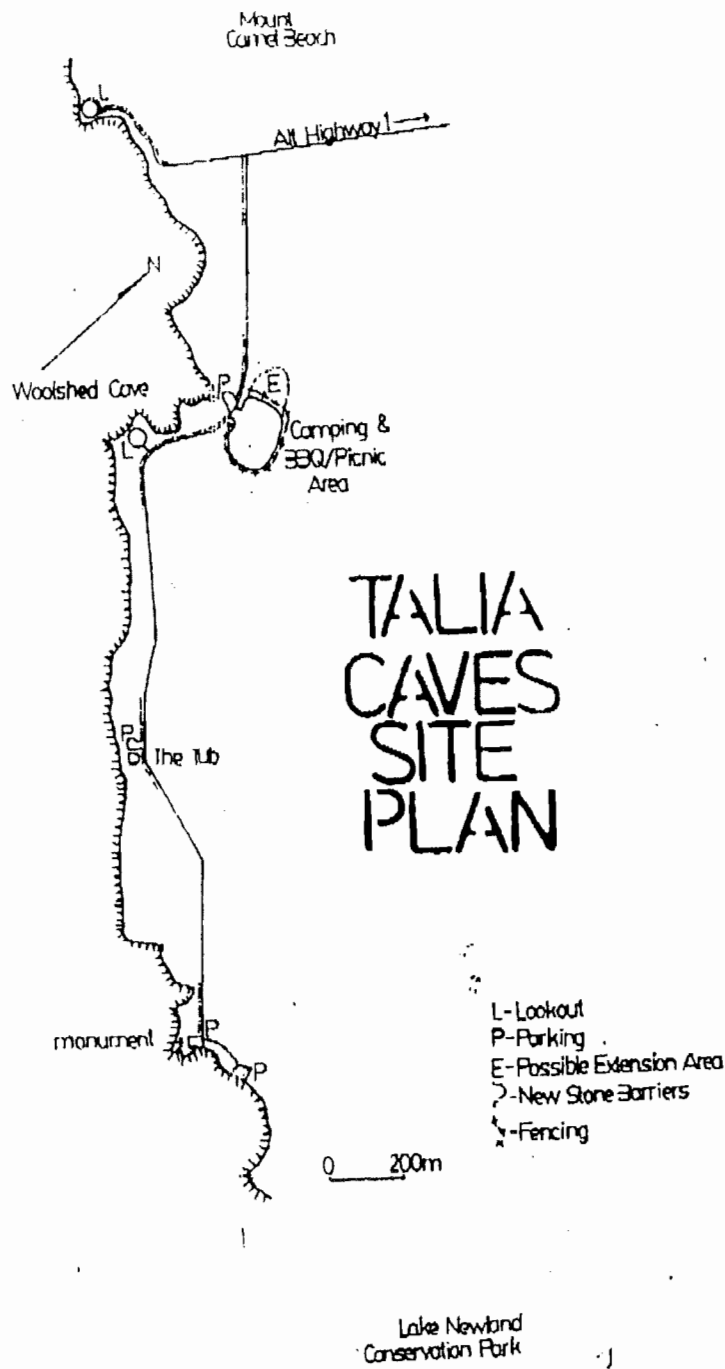 Mount
Camel Beach
L
Alt Highway 1
N
Woolshed Cave
P
E
L
Camping &
BBQ/Picnic
Area
TALIA
CAVES
SITE
PLAN
P
The Tub
monument
P
P
L-Lookout
P-Parking
E-Possible Extension Area
-New Stone Barriers
-Fencing
0 200m
Lake Newland
Conservation Park